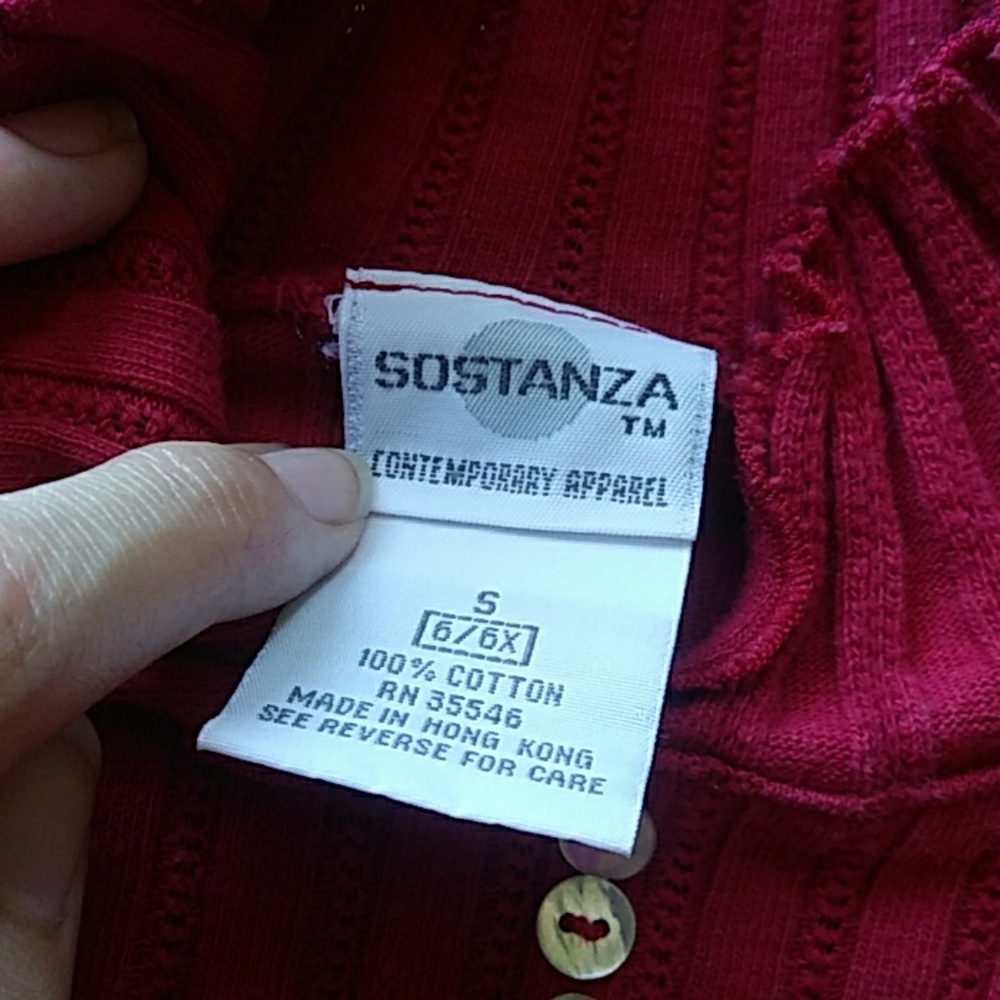 SOSTANZA
TM
CONTEMPORARY APPAREL
S
6/6X
100% COTTON
RN 35546
MADE IN HONG KONG
SEE REVERSE FOR CARE